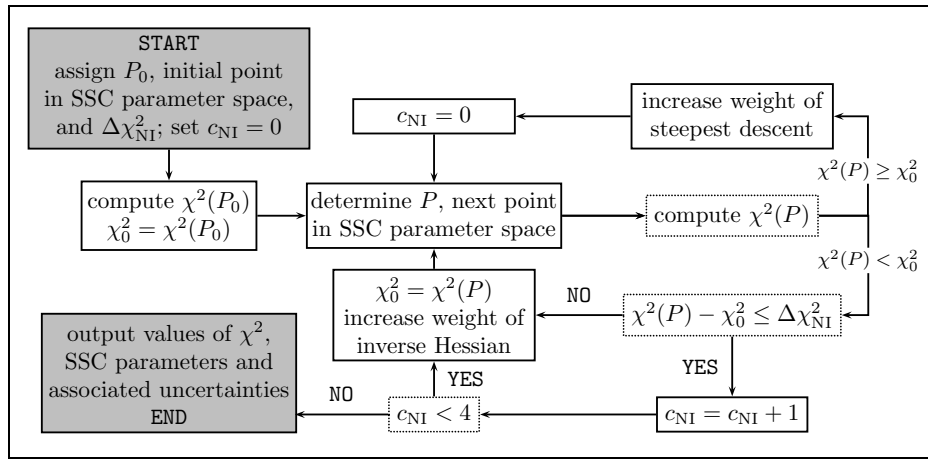 START
assign P₀, initial point
in SSC parameter space,
and Δχ²_NI; set c_NI = 0
compute χ²(P₀)
χ²₀ = χ²(P₀)
c_NI = 0
increase weight of
steepest descent
χ²(P) ≥ χ²₀
determine P, next point
in SSC parameter space
compute χ²(P)
χ²(P) < χ²₀
χ²₀ = χ²(P)
increase weight of
inverse Hessian
NO
χ²(P) − χ²₀ ≤ Δχ²_NI
YES
c_NI = c_NI + 1
YES
c_NI < 4
NO
output values of χ²,
SSC parameters and
associated uncertainties
END